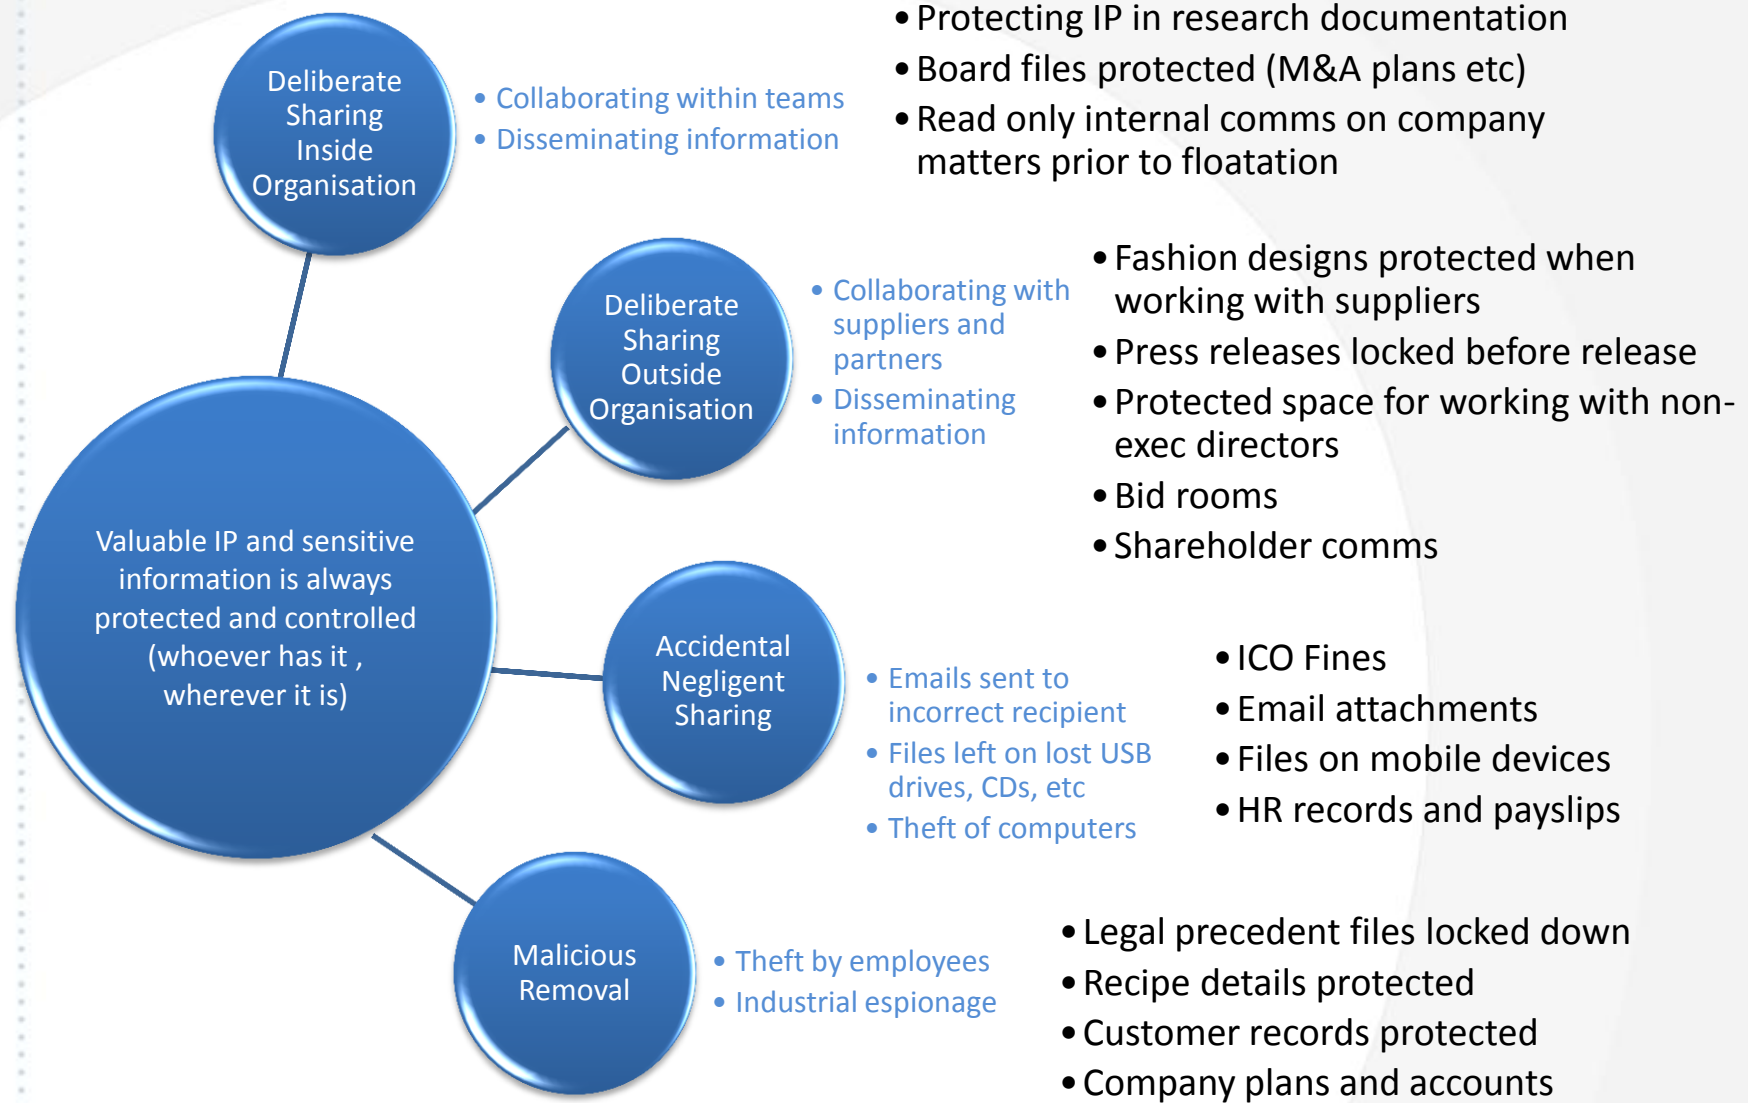 Deliberate
Sharing
Inside
Organisation
• Collaborating within teams
• Disseminating information
• Protecting IP in research documentation
• Board files protected (M&A plans etc)
• Read only internal comms on company
matters prior to floatation
Deliberate
Sharing
Outside
Organisation
• Collaborating with
suppliers and
partners
• Disseminating
information
• Fashion designs protected when
working with suppliers
• Press releases locked before release
• Protected space for working with non-
exec directors
• Bid rooms
• Shareholder comms
Valuable IP and sensitive
information is always
protected and controlled
(whoever has it ,
wherever it is)
Accidental
Negligent
Sharing
• Emails sent to
incorrect recipient
• Files left on lost USB
drives, CDs, etc
• Theft of computers
• ICO Fines
• Email attachments
• Files on mobile devices
• HR records and payslips
Malicious
Removal
• Theft by employees
• Industrial espionage
• Legal precedent files locked down
• Recipe details protected
• Customer records protected
• Company plans and accounts